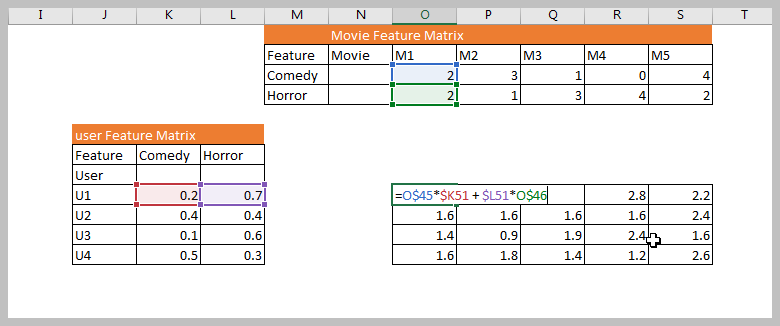 I J K L M N O P Q R S T
Movie Feature Matrix
Feature Movie M1 M2 M3 M4 M5
Comedy 2 3 1 0 4
Horror 2 1 3 4 2
user Feature Matrix
Feature Comedy Horror
User
U1 0.2 0.7 =O$45*$K51 + $L51*O$46 2.8 2.2
U2 0.4 0.4 1.6 1.6 1.6 1.6 2.4
U3 0.1 0.6 1.4 0.9 1.9 2.4 1.6
U4 0.5 0.3 1.6 1.8 1.4 1.2 2.6